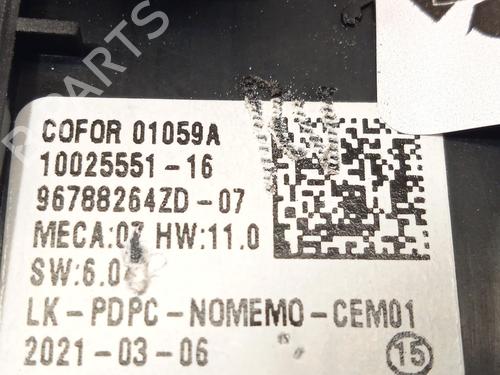 COFOR 01059A
10025551-16
96788264ZD-07
MECA:07 HW:11.0
SW:6.0
LK-PDPC-NOMEMO-CEM01
2021-03-06 15